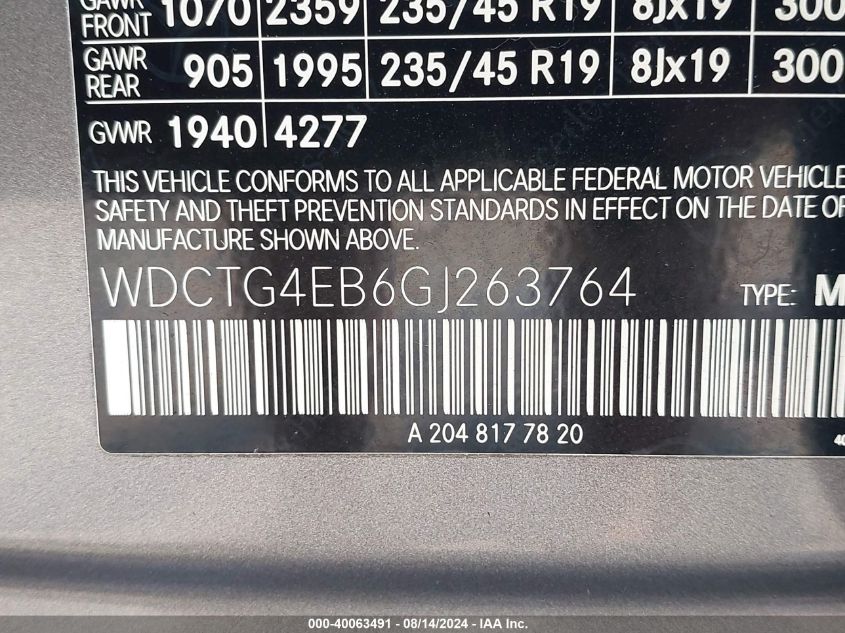 GAWR FRONT 1070 2359 235/45 R19 8Jx19 300
GAWR REAR 905 1995 235/45 R19 8Jx19 300
GVWR 1940 4277
THIS VEHICLE CONFORMS TO ALL APPLICABLE FEDERAL MOTOR VEHICLE
SAFETY AND THEFT PREVENTION STANDARDS IN EFFECT ON THE DATE OF
MANUFACTURE SHOWN ABOVE.
WDCTG4EB6GJ263764 TYPE: M
A 204 817 78 20
000-40063491 - 08/14/2024 - IAA Inc.